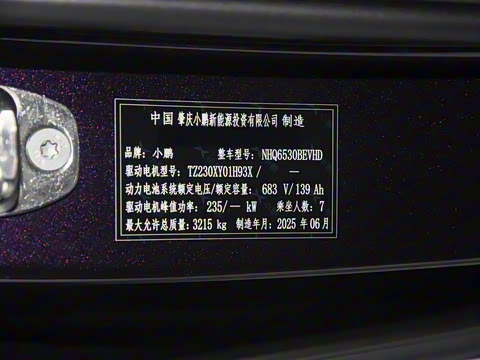 中国 肇庆小鹏新能源投资有限公司 制造
品牌: 小鹏 整车型号: NHQ6530BEVHD
驱动电机型号: TZ230XY01H93X / —
动力电池系统额定电压/额定容量: 683 V/139 Ah
驱动电机峰值功率: 235/— kW 乘坐人数: 7
最大允许总质量: 3215 kg 制造年月: 2025 年 06 月